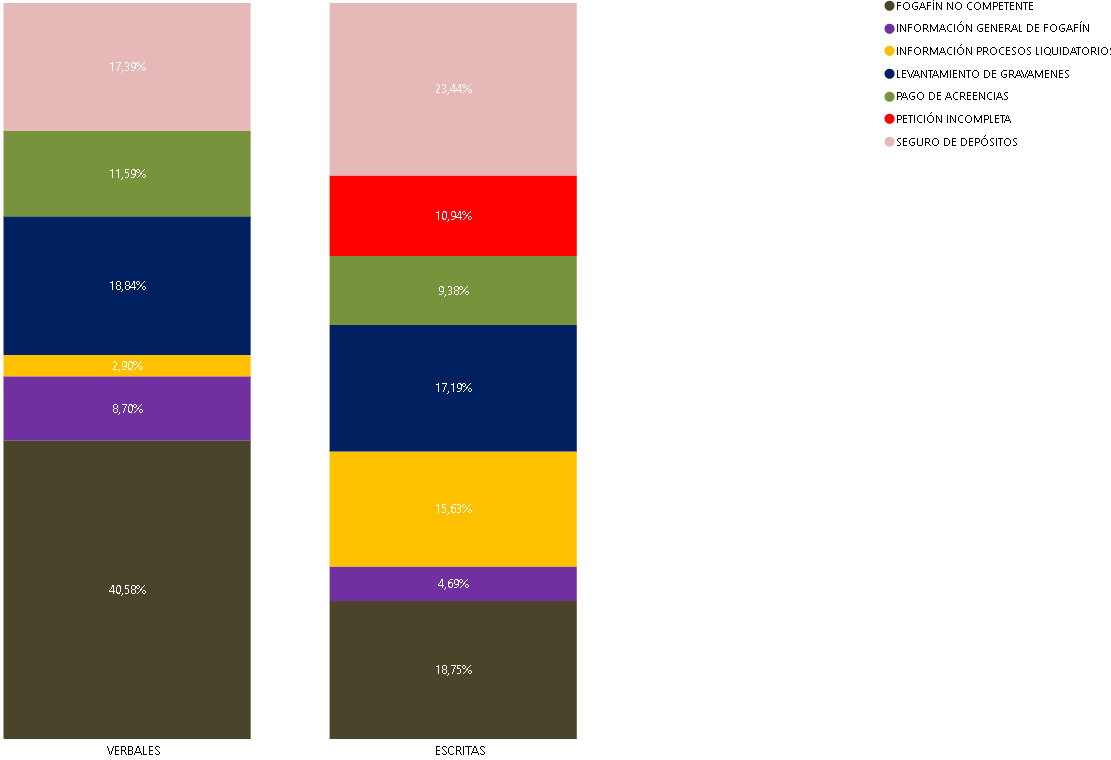 17,39%
11,59%
18,84%
2,90%
8,70%
40,58%
VERBALES
23,44%
10,94%
9,38%
17,19%
15,63%
4,69%
18,75%
ESCRITAS
FOGAFÍN NO COMPETENTE
INFORMACIÓN GENERAL DE FOGAFÍN
INFORMACIÓN PROCESOS LIQUIDATORIOS
LEVANTAMIENTO DE GRAVAMENES
PAGO DE ACREENCIAS
PETICIÓN INCOMPLETA
SEGURO DE DEPÓSITOS